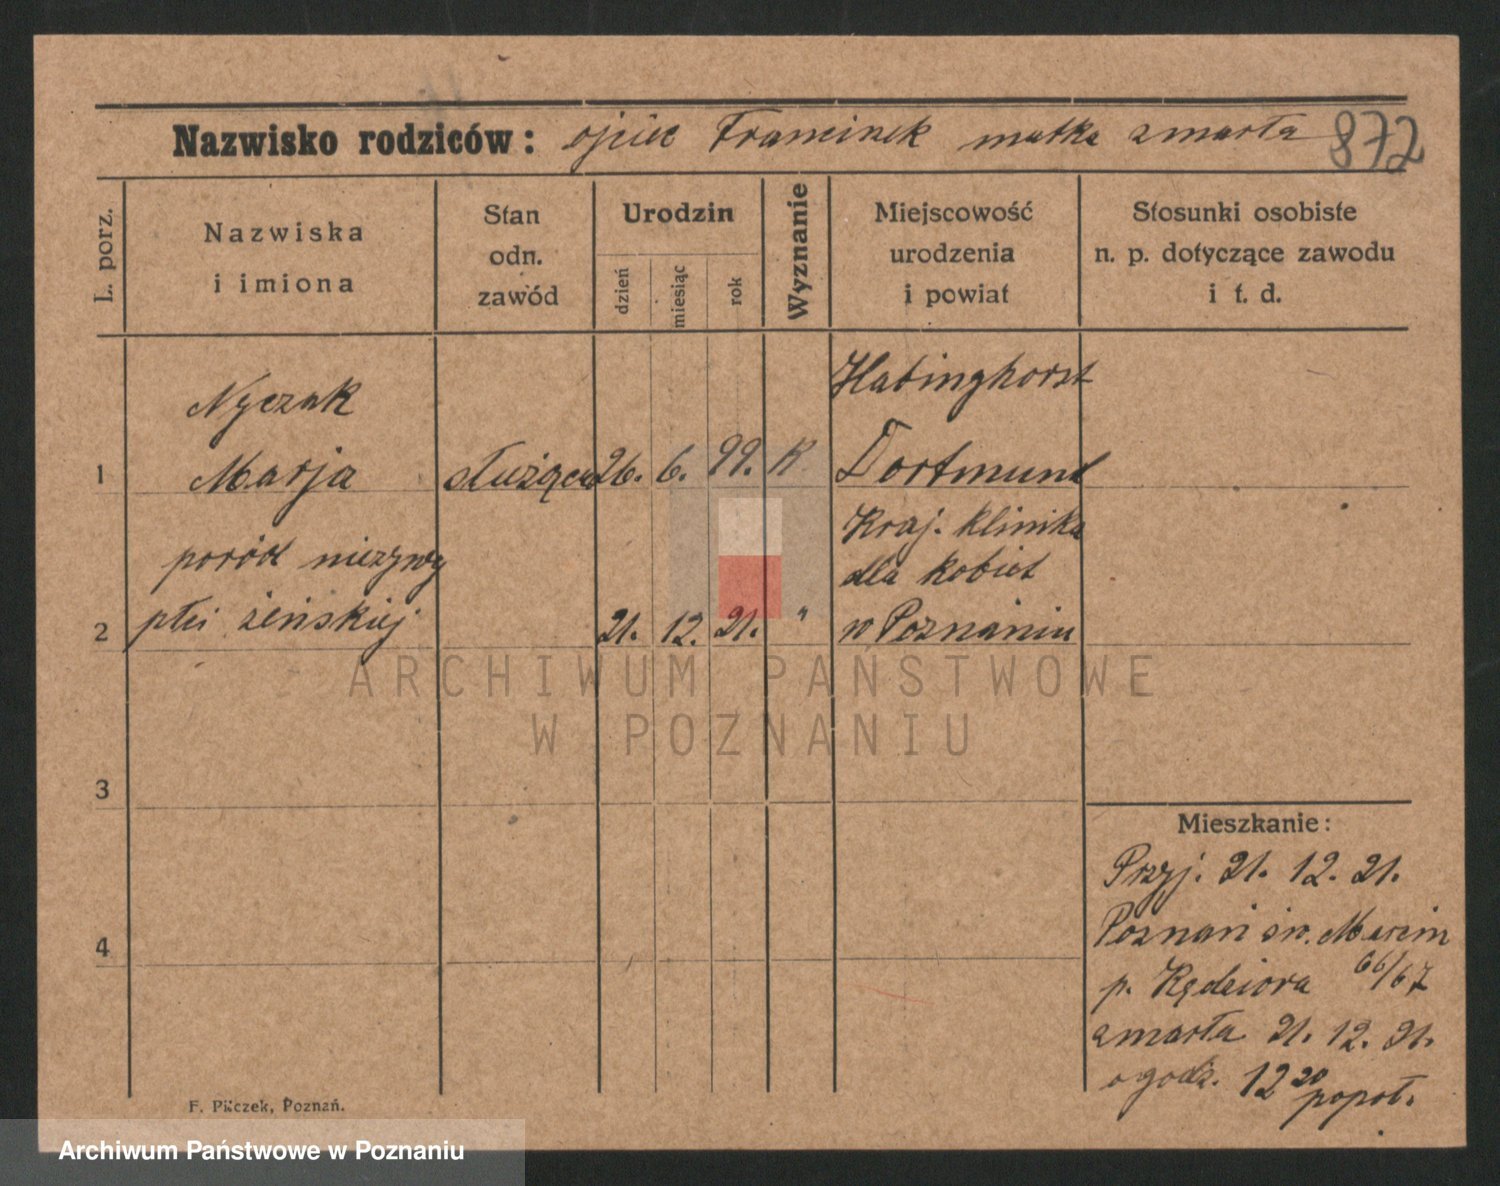 Nazwisko rodziców: ojciec Franciszek matka zmarła 872
L. porz.
Nazwiska
i imiona
Stan
odn.
zawód
Urodzin
dzień
miesiąc
rok
Wyznanie
Miejscowość
urodzenia
i powiat
Stosunki osobiste
n. p. dotyczące zawodu
i t. d.
Nyczak
Habinghorst
1 Marja służąca 26. 6. 99. K. Dortmund
poród nieżywy
Kraj. klinika
dla kobiet
2 płci żeńskiej 21. 12. 21. " w Poznaniu
3
4
Mieszkanie:
Przyj. 21. 12. 21.
Poznań św. Marcin
p. Kędziora 66/67
zmarła 21. 12. 21.
o godz. 12 20 popoł.
F. Pilczek, Poznań.
ARCHIWUM PAŃSTWOWE
W POZNANIU
Archiwum Państwowe w Poznaniu